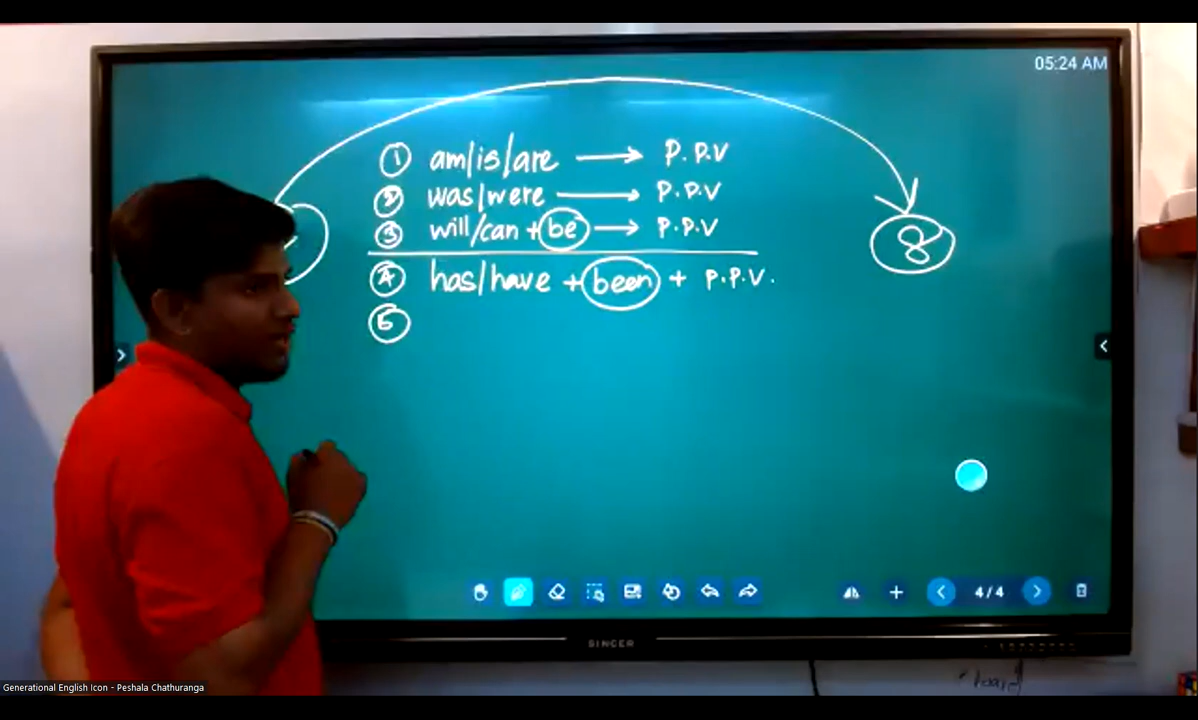 05:24 AM
① am/is/are → P.P.V
② was/were → P.P.V
③ will/can + be → P.P.V
④ has/have + been + P.P.V.
⑤
8
4/4
SINGER
Generational English Icon - Peshala Chathuranga